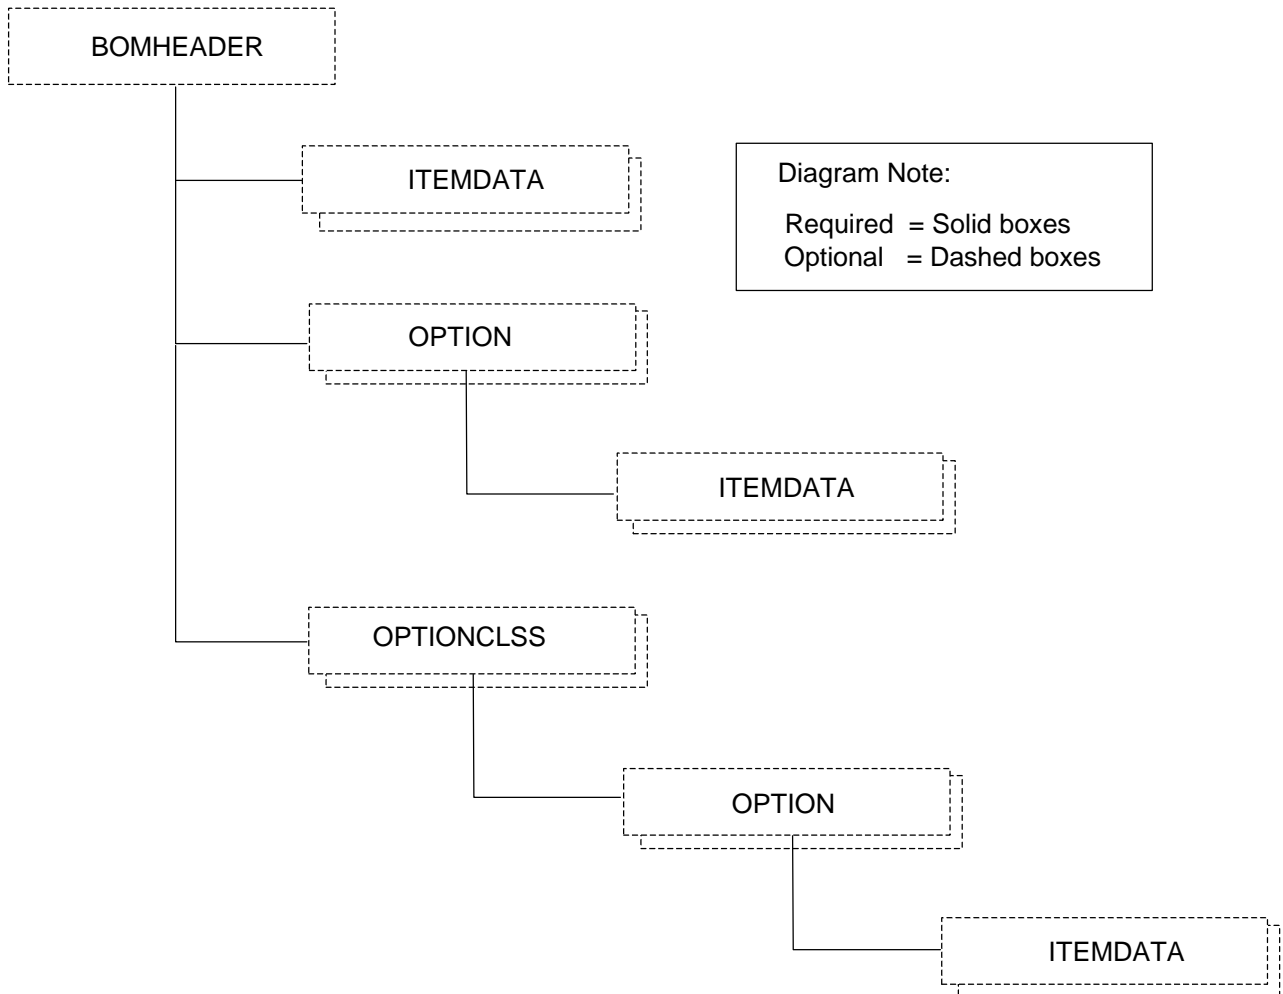 BOMHEADER
ITEMDATA
Diagram Note:
Required = Solid boxes
Optional = Dashed boxes
OPTION
ITEMDATA
OPTIONCLSS
OPTION
ITEMDATA